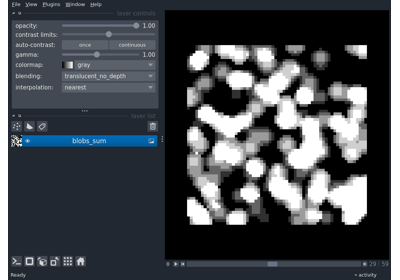 File View Plugins Window Help
layer controls
opacity: 1.00
contrast limits:
auto-contrast: once continuous
gamma: 1.00
colormap: gray
blending: translucent_no_depth
interpolation: nearest
layer list
blobs_sum
29 59
Ready activity